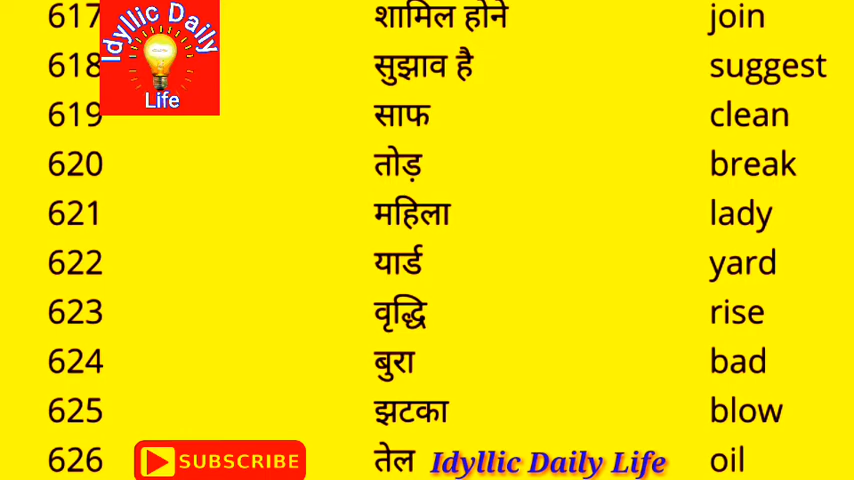 617 शामिल होने join
618 सुझाव है suggest
619 साफ clean
620 तोड़ break
621 महिला lady
622 यार्ड yard
623 वृद्धि rise
624 बुरा bad
625 झटका blow
626 तेल oil
Idyllic Daily
Life
SUBSCRIBE
Idyllic Daily Life